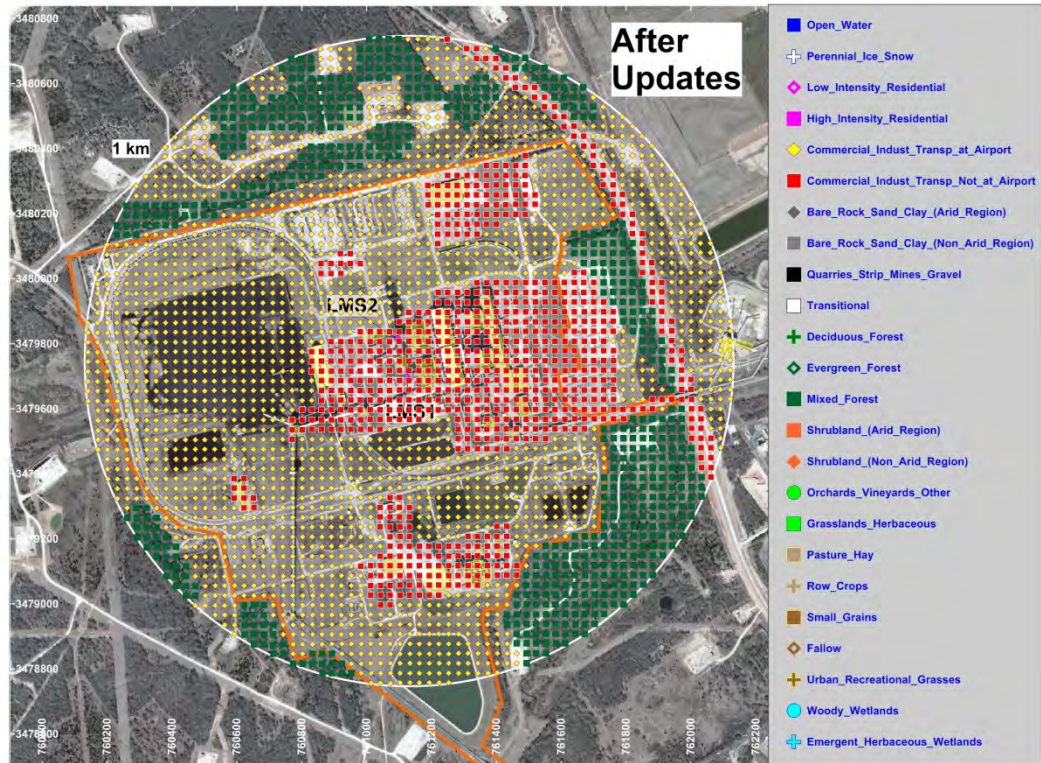 After
Updates
1 km
LMS2
LMS1
3480800
3480600
3480400
3480200
3480000
3479800
3479600
3479200
3479000
3478800
3478600
760000
760200
760400
760600
760800
761000
761200
761400
761600
761800
762000
762200
Open_Water
Perennial_Ice_Snow
Low_Intensity_Residential
High_Intensity_Residential
Commercial_Indust_Transp_at_Airport
Commercial_Indust_Transp_Not_at_Airport
Bare_Rock_Sand_Clay_(Arid_Region)
Bare_Rock_Sand_Clay_(Non_Arid_Region)
Quarries_Strip_Mines_Gravel
Transitional
Deciduous_Forest
Evergreen_Forest
Mixed_Forest
Shrubland_(Arid_Region)
Shrubland_(Non_Arid_Region)
Orchards_Vineyards_Other
Grasslands_Herbaceous
Pasture_Hay
Row_Crops
Small_Grains
Fallow
Urban_Recreational_Grasses
Woody_Wetlands
Emergent_Herbaceous_Wetlands